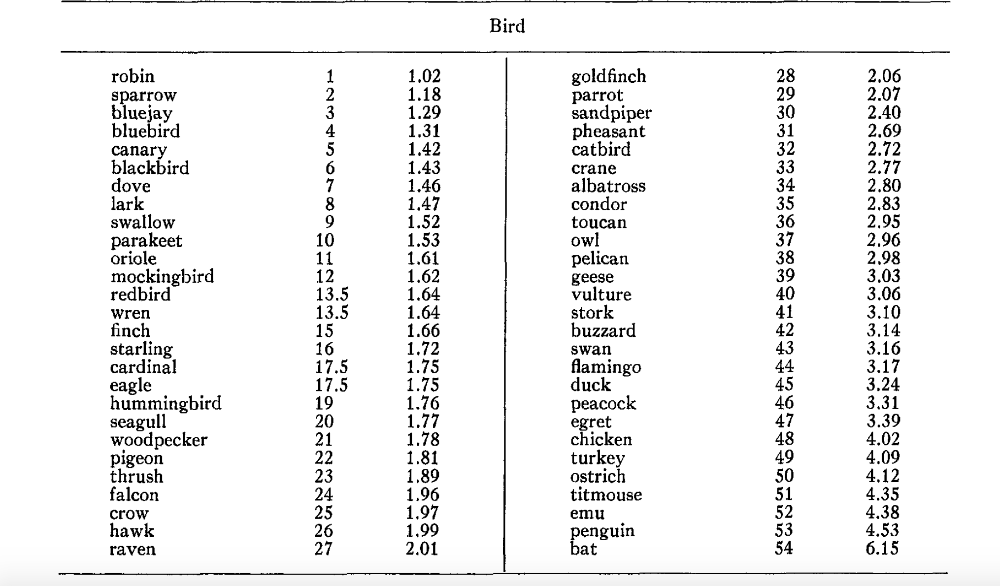 Bird
robin 1 1.02
sparrow 2 1.18
bluejay 3 1.29
bluebird 4 1.31
canary 5 1.42
blackbird 6 1.43
dove 7 1.46
lark 8 1.47
swallow 9 1.52
parakeet 10 1.53
oriole 11 1.61
mockingbird 12 1.62
redbird 13.5 1.64
wren 13.5 1.64
finch 15 1.66
starling 16 1.72
cardinal 17.5 1.75
eagle 17.5 1.75
hummingbird 19 1.76
seagull 20 1.77
woodpecker 21 1.78
pigeon 22 1.81
thrush 23 1.89
falcon 24 1.96
crow 25 1.97
hawk 26 1.99
raven 27 2.01
goldfinch 28 2.06
parrot 29 2.07
sandpiper 30 2.40
pheasant 31 2.69
catbird 32 2.72
crane 33 2.77
albatross 34 2.80
condor 35 2.83
toucan 36 2.95
owl 37 2.96
pelican 38 2.98
geese 39 3.03
vulture 40 3.06
stork 41 3.10
buzzard 42 3.14
swan 43 3.16
flamingo 44 3.17
duck 45 3.24
peacock 46 3.31
egret 47 3.39
chicken 48 4.02
turkey 49 4.09
ostrich 50 4.12
titmouse 51 4.35
emu 52 4.38
penguin 53 4.53
bat 54 6.15